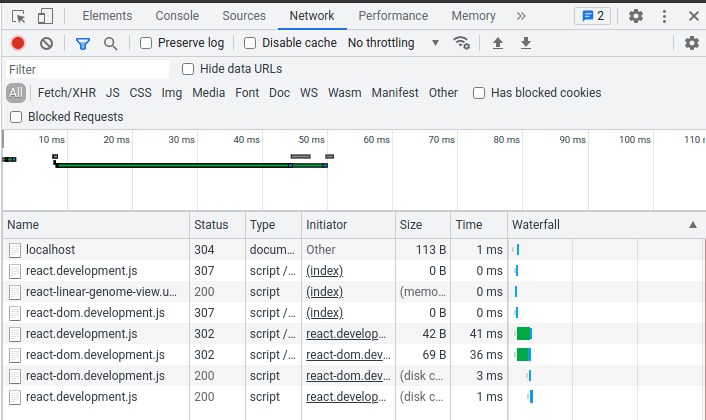 Elements Console Sources Network Performance Memory » 2
Preserve log Disable cache No throttling
Filter Hide data URLs
All Fetch/XHR JS CSS Img Media Font Doc WS Wasm Manifest Other Has blocked cookies
Blocked Requests
10 ms 20 ms 30 ms 40 ms 50 ms 60 ms 70 ms 80 ms 90 ms 100 ms 110 m
Name Status Type Initiator Size Time Waterfall
localhost 304 docum... Other 113 B 1 ms
react.development.js 307 script /... (index) 0 B 0 ms
react-linear-genome-view.u... 200 script (index) (memo... 0 ms
react-dom.development.js 307 script /... (index) 0 B 0 ms
react.development.js 302 script /... react.develop... 42 B 41 ms
react-dom.development.js 302 script /... react-dom.dev... 69 B 36 ms
react-dom.development.js 200 script react-dom.dev... (disk c... 3 ms
react.development.js 200 script react.develop... (disk c... 1 ms